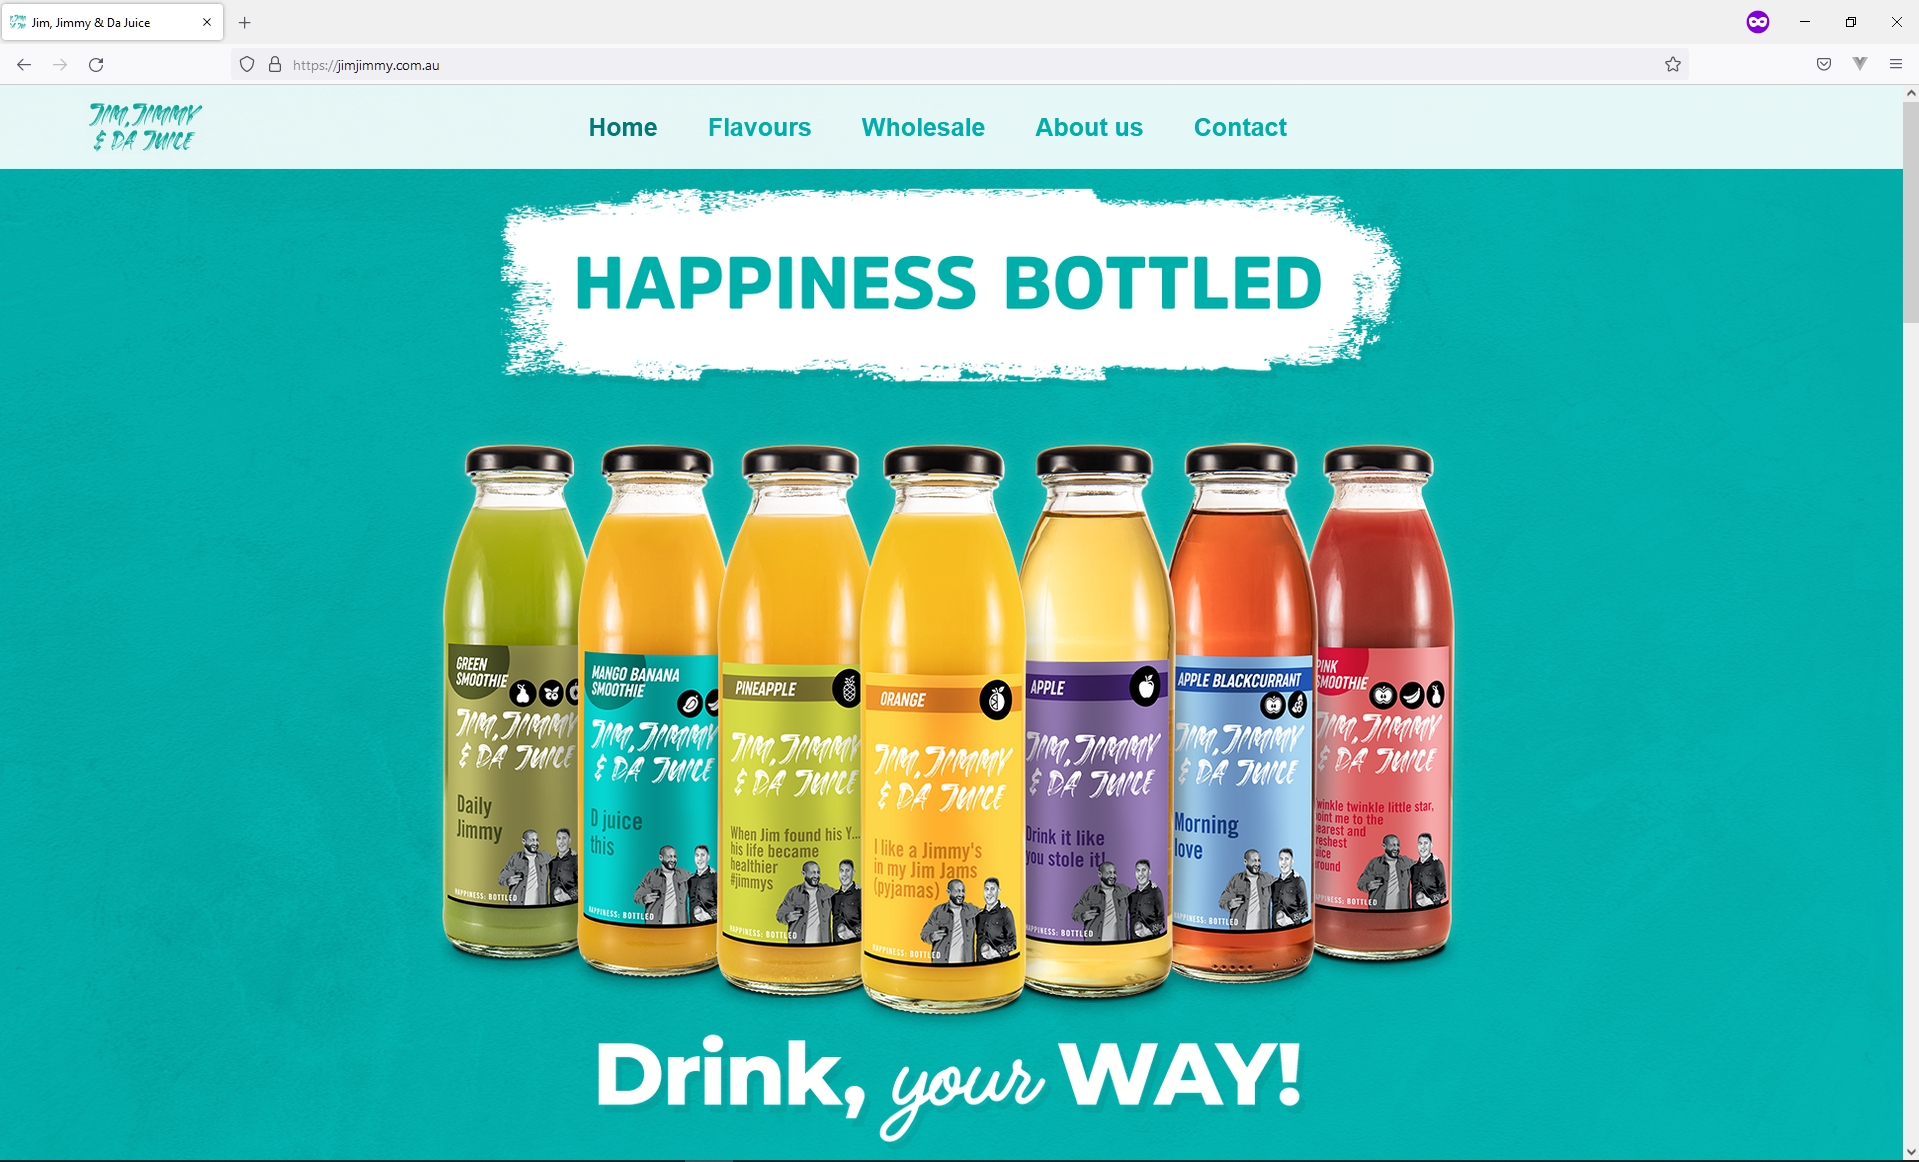 Jim, Jimmy & Da Juice
https://jimjimmy.com.au
JIM, JIMMY
& DA JUICE
Home
Flavours
Wholesale
About us
Contact
HAPPINESS BOTTLED
GREEN
SMOOTHIE
JIM, JIMMY
& DA JUICE
Daily
Jimmy
HAPPINESS: BOTTLED
MANGO BANANA
SMOOTHIE
JIM, JIMMY
& DA JUICE
D juice
this
HAPPINESS: BOTTLED
PINEAPPLE
JIM, JIMMY
& DA JUICE
When Jim found his Y...
his life became
healthier
#jimmys
HAPPINESS: BOTTLED
ORANGE
JIM, JIMMY
& DA JUICE
I like a Jimmy's
in my Jim Jams
(pyjamas)
HAPPINESS: BOTTLED
APPLE
JIM, JIMMY
& DA JUICE
Drink it like
you stole it!
HAPPINESS: BOTTLED
APPLE BLACKCURRANT
JIM, JIMMY
& DA JUICE
Morning
love
HAPPINESS: BOTTLED
PINK
SMOOTHIE
JIM, JIMMY
& DA JUICE
winkle twinkle little star,
point me to the
earest and
reshest
uice
around
HAPPINESS: BOTTLED
Drink, your WAY!